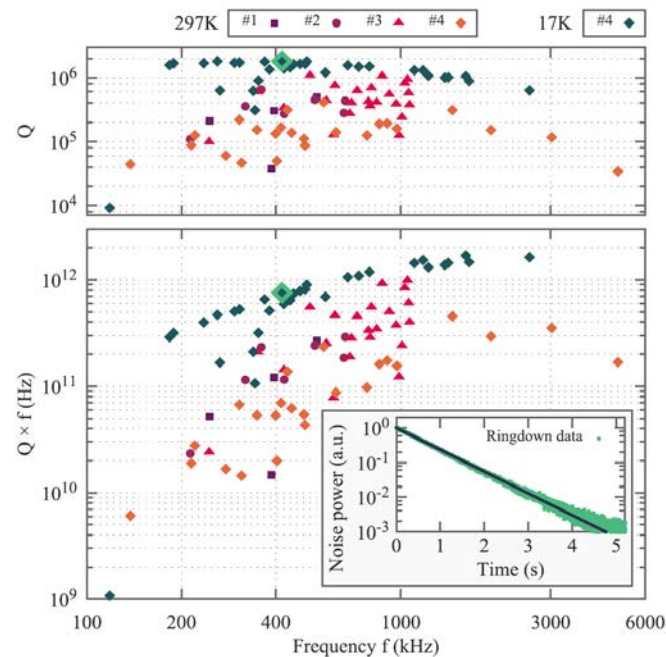 297K #1 #2 #3 #4 17K #4
Q
10^6
10^5
10^4
Q × f (Hz)
10^12
10^11
10^10
10^9
Noise power (a.u.)
10^0
10^-1
10^-2
10^-3
Ringdown data
0 1 2 3 4 5
Time (s)
100 200 400 1000 3000 6000
Frequency f (kHz)